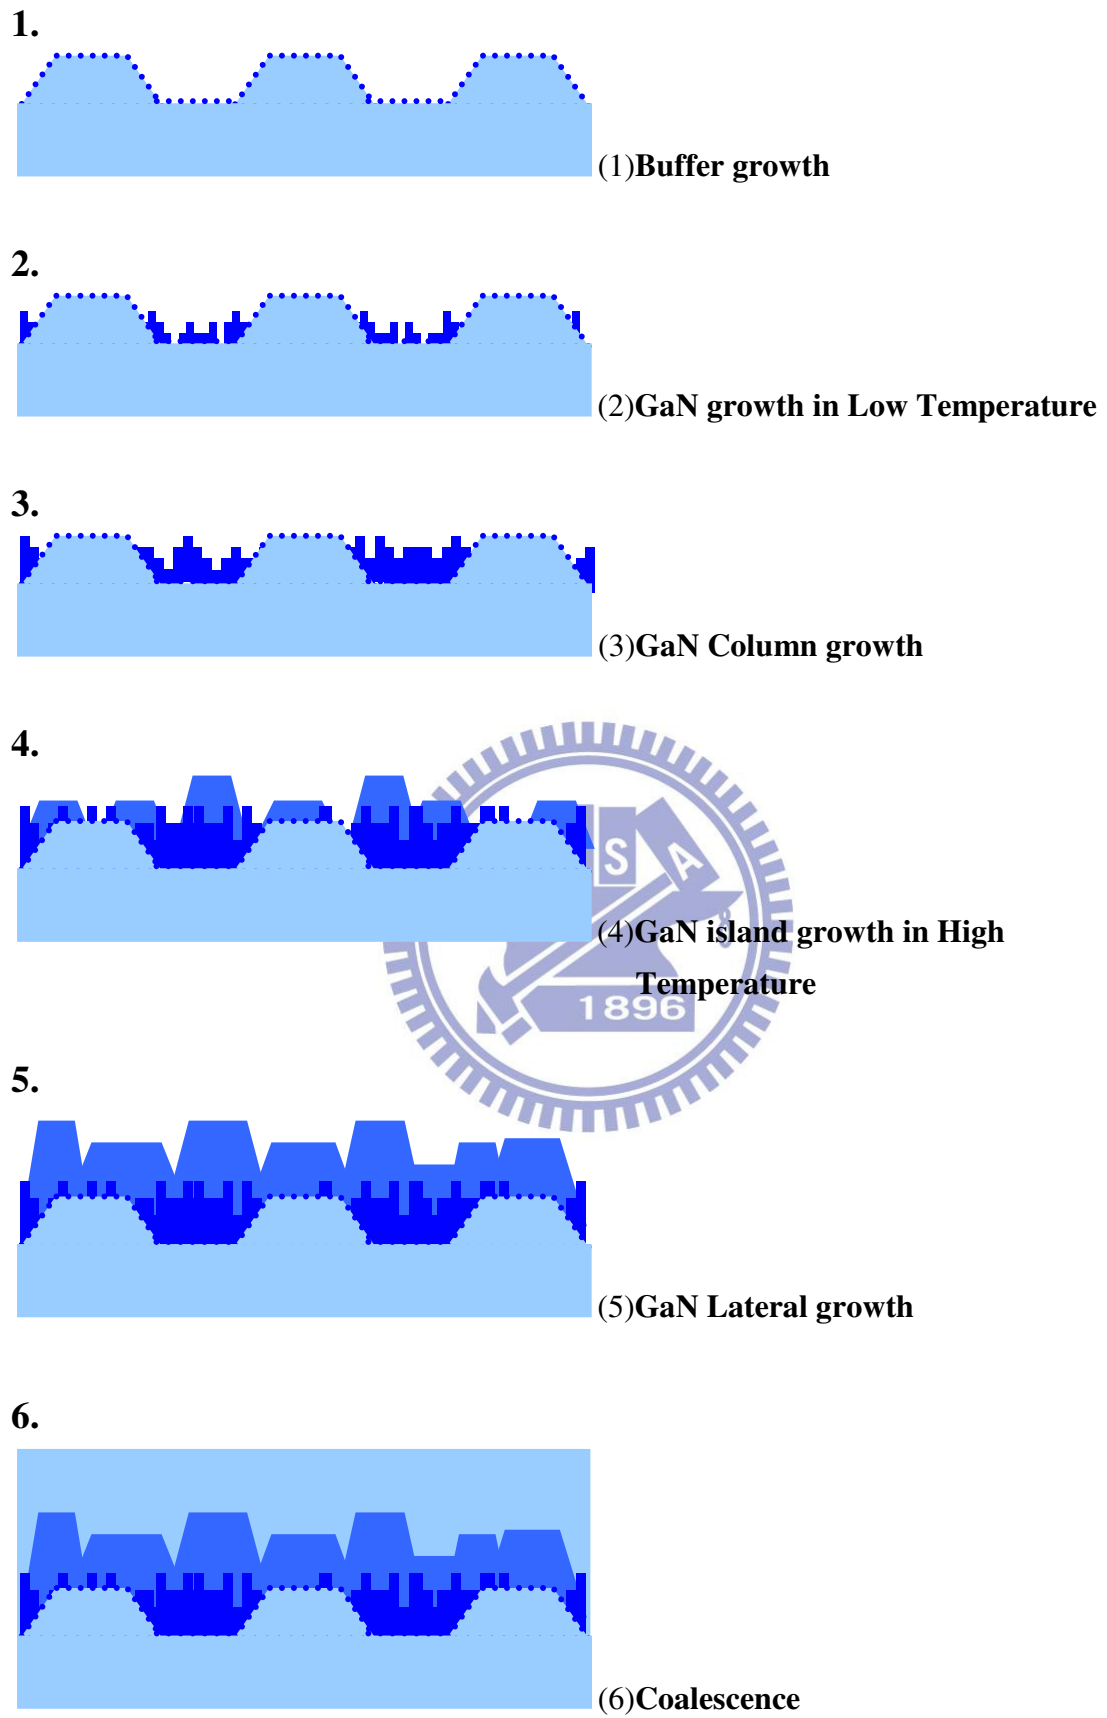 1.
(1)Buffer growth
2.
(2)GaN growth in Low Temperature
3.
(3)GaN Column growth
4.
S A
(4)GaN island growth in High
Temperature
1896
5.
(5)GaN Lateral growth
6.
(6)Coalescence